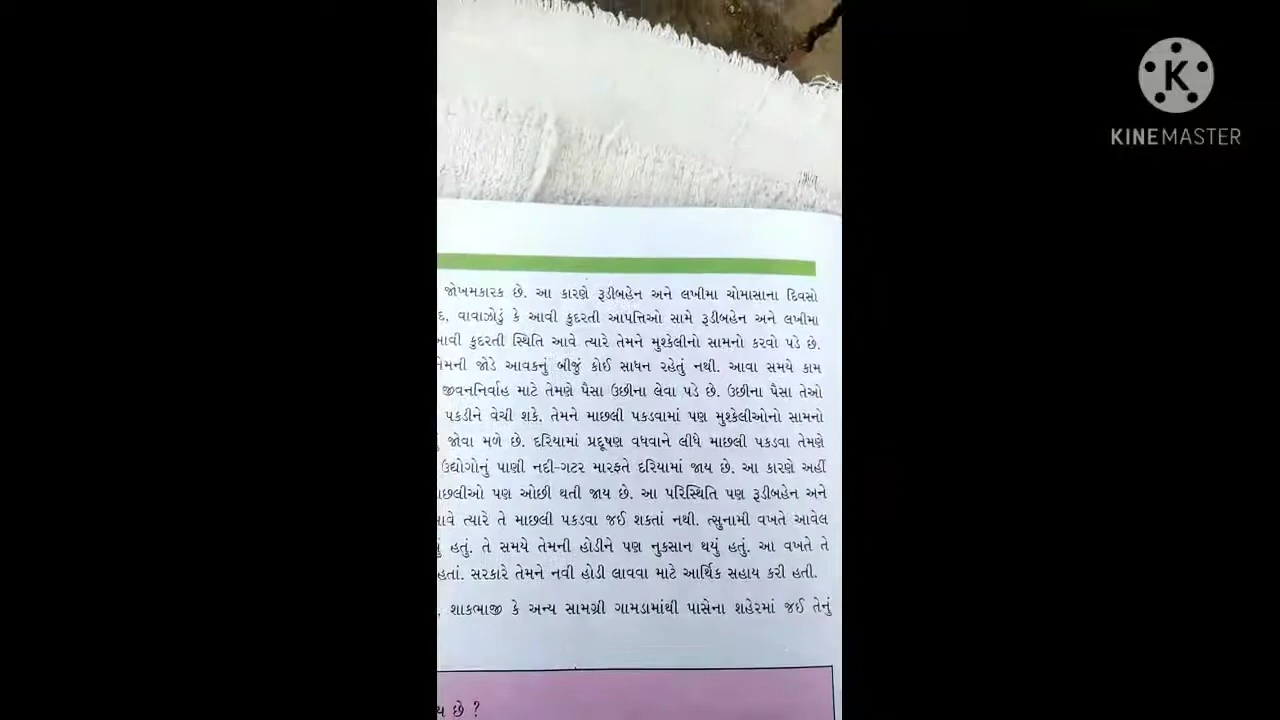 KINEMASTER
જોખમકારક છે. આ કારણે રૂડીબહેન અને લખીમા ચોમાસાના દિવસો
વાવાઝોડું કે આવી કુદરતી આપત્તિઓ સામે રૂડીબહેન અને લખીમા
કુદરતી સ્થિતિ આવે ત્યારે તેમને મુશ્કેલીનો સામનો કરવો પડે છે.
જોડે આવકનું બીજું કોઈ સાધન રહેતું નથી. આવા સમયે કામ
જીવનનિર્વાહ માટે તેમણે પૈસા ઉછીના લેવા પડે છે. ઉછીના પૈસા તેઓ
પકડીને વેચી શકે. તેમને માછલી પકડવામાં પણ મુશ્કેલીઓનો સામનો
જોવા મળે છે. દરિયામાં પ્રદૂષણ વધવાને લીધે માછલી પકડવા તેમણે
ઉદ્યોગોનું પાણી નદી-ગટર મારફતે દરિયામાં જાય છે. આ કારણે અહીં
પણ ઓછી થતી જાય છે. આ પરિસ્થિતિ પણ રૂડીબહેન અને
ત્યારે તે માછલી પકડવા જઈ શકતાં નથી. ત્સુનામી વખતે આવેલ
હતું. તે સમયે તેમની હોડીને પણ નુકસાન થયું હતું. આ વખતે તે
હતાં. સરકારે તેમને નવી હોડી લાવવા માટે આર્થિક સહાય કરી હતી.
શાકભાજી કે અન્ય સામગ્રી ગામડામાંથી પાસેના શહેરમાં જઈ તેનું
છે ?